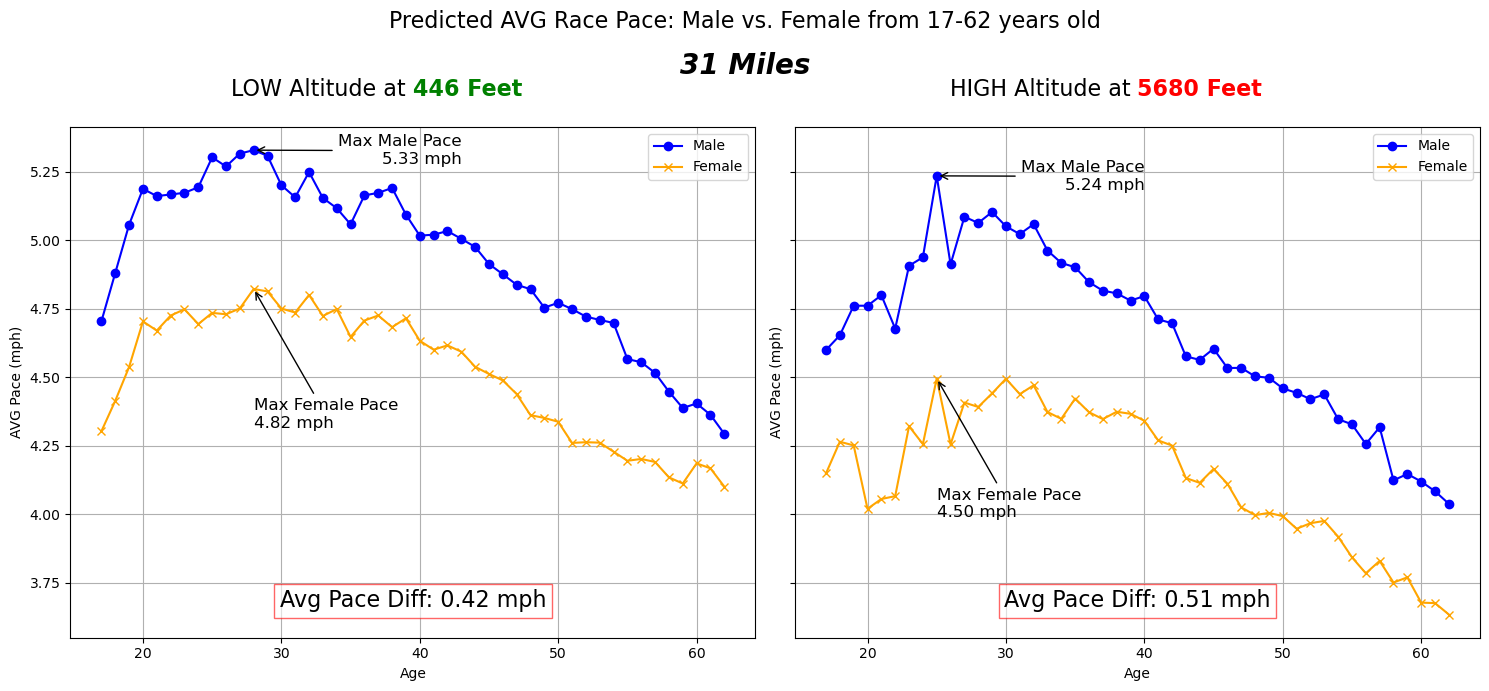 Predicted AVG Race Pace: Male vs. Female from 17-62 years old
31 Miles
LOW Altitude at 446 Feet
Max Male Pace
5.33 mph
Male
Female
Max Female Pace
4.82 mph
Avg Pace Diff: 0.42 mph
AVG Pace (mph)
5.25
5.00
4.75
4.50
4.25
4.00
3.75
20
30
40
50
60
Age
HIGH Altitude at 5680 Feet
Max Male Pace
5.24 mph
Male
Female
Max Female Pace
4.50 mph
Avg Pace Diff: 0.51 mph
AVG Pace (mph)
20
30
40
50
60
Age